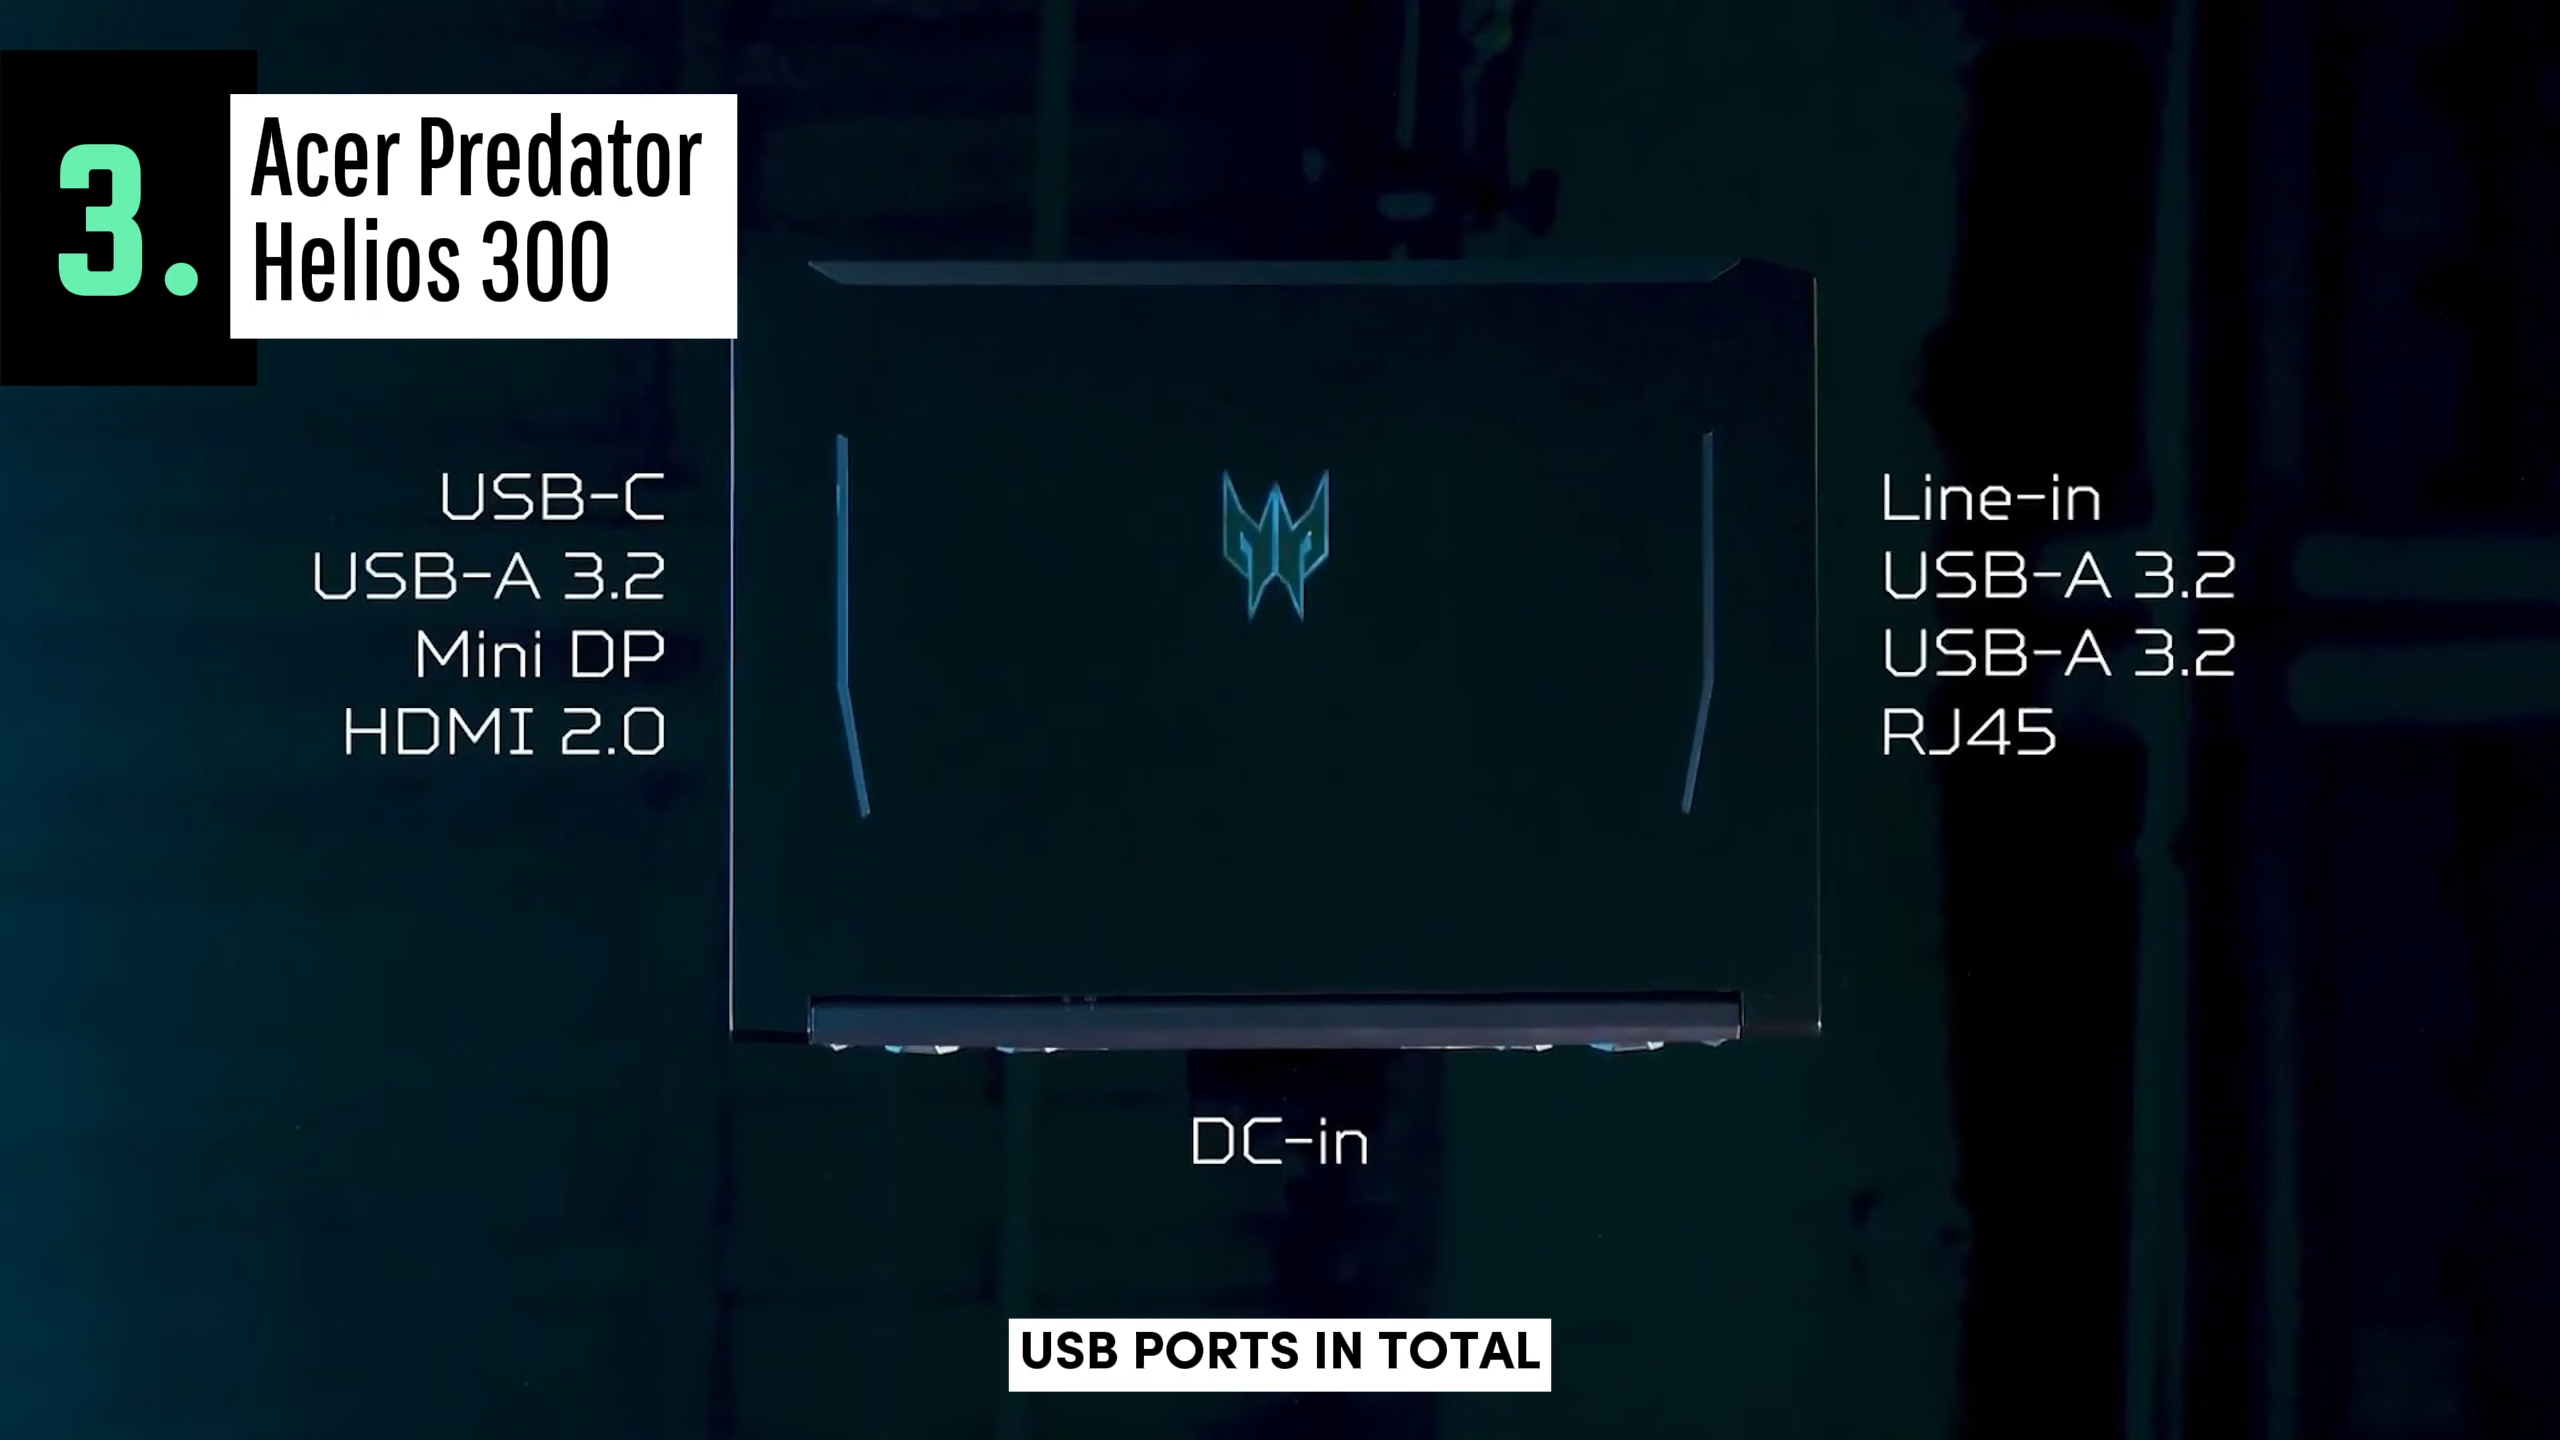 3.
Acer Predator
Helios 300
USB-C
USB-A 3.2
Mini DP
HDMI 2.0
Line-in
USB-A 3.2
USB-A 3.2
RJ45
DC-in
USB PORTS IN TOTAL